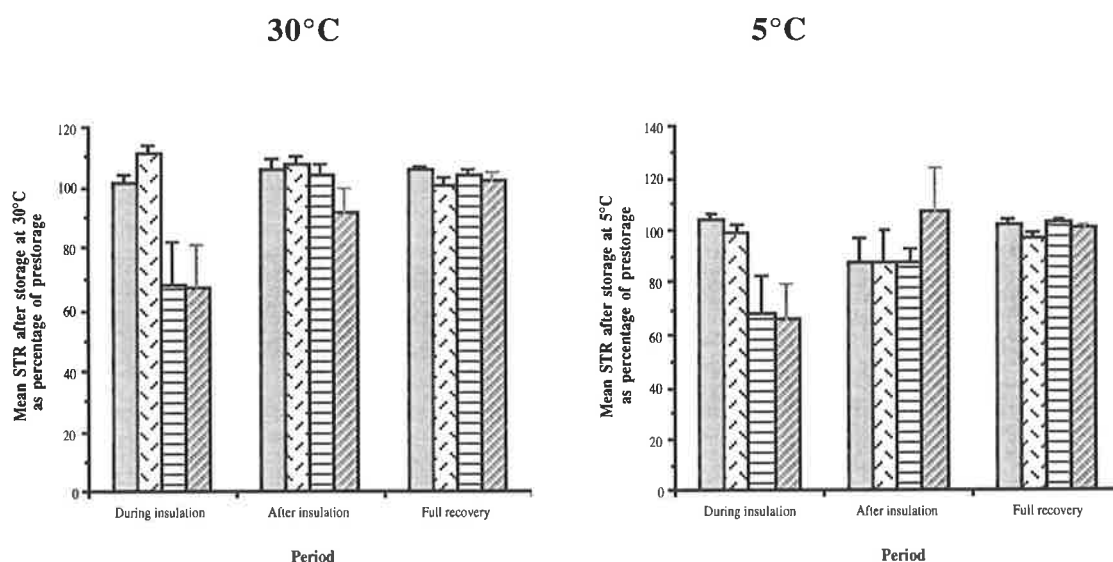 30°C
5°C
Mean STR after storage at 30°C
as percentage of prestorage
120
100
80
60
40
20
0
During insulation
After insulation
Full recovery
Period
Mean STR after storage at 5°C
as percentage of prestorage
140
120
100
80
60
40
20
0
During insulation
After insulation
Full recovery
Period